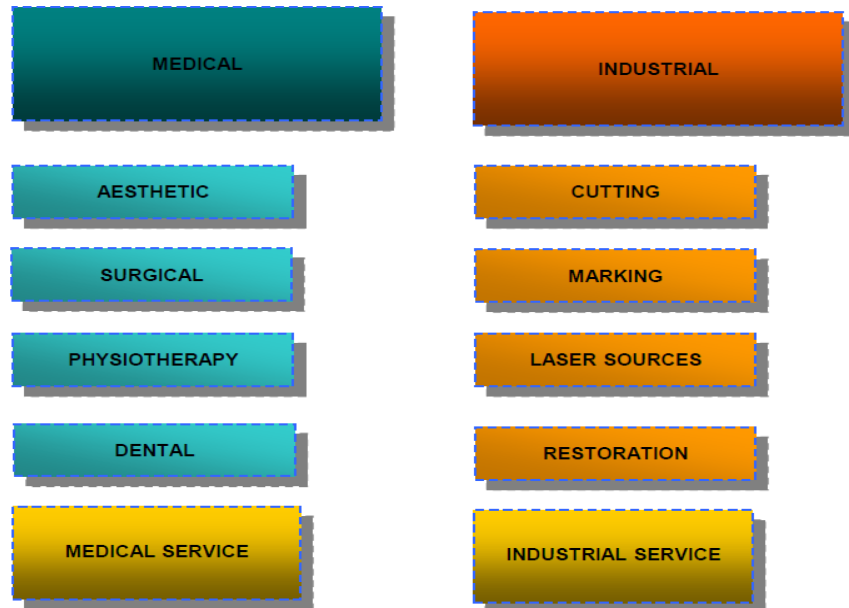 MEDICAL
INDUSTRIAL
AESTHETIC
CUTTING
SURGICAL
MARKING
PHYSIOTHERAPY
LASER SOURCES
DENTAL
RESTORATION
MEDICAL SERVICE
INDUSTRIAL SERVICE